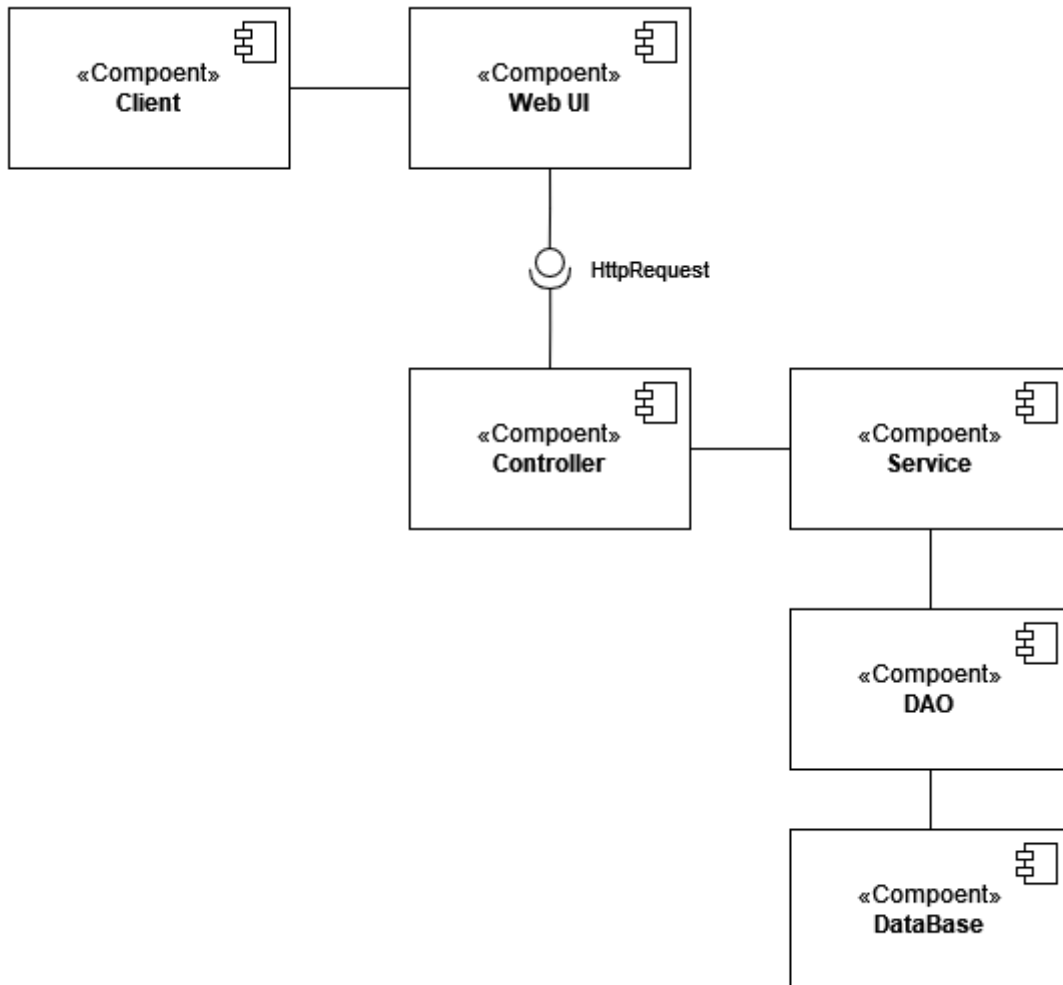 «Compoent»
Client
«Compoent»
Web UI
HttpRequest
«Compoent»
Controller
«Compoent»
Service
«Compoent»
DAO
«Compoent»
DataBase